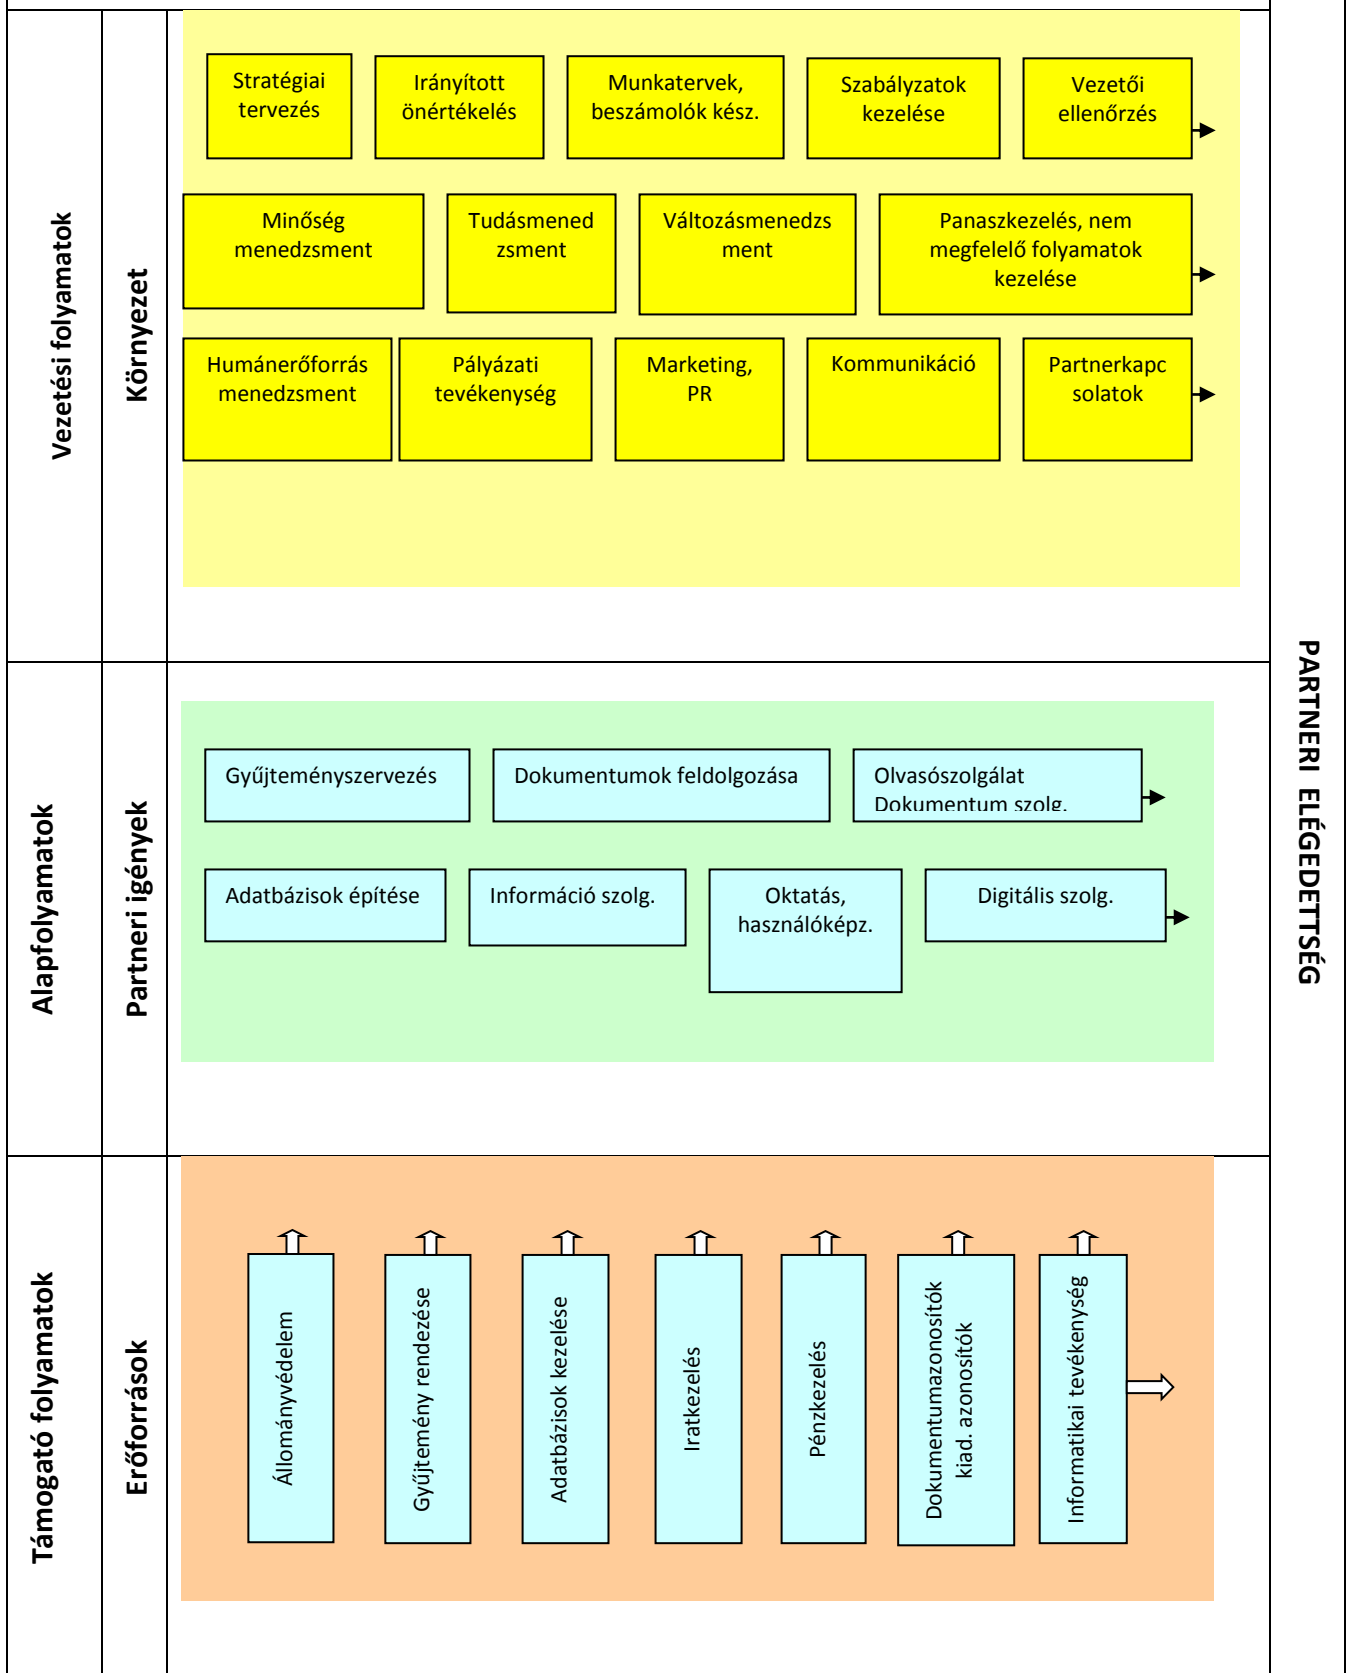 Vezetési folyamatok
Környezet
Stratégiai
tervezés
Irányított
önértékelés
Munkatervek,
beszámolók kész.
Szabályzatok
kezelése
Vezetői
ellenőrzés
Minőség
menedzsment
Tudásmened
zsment
Változásmenedzs
ment
Panaszkezelés, nem
megfelelő folyamatok
kezelése
Humánerőforrás
menedzsment
Pályázati
tevékenység
Marketing,
PR
Kommunikáció
Partnerkapc
solatok
Alapfolyamatok
Partneri igények
Gyűjteményszervezés
Dokumentumok feldolgozása
Olvasószolgálat
Dokumentum szolg.
Adatbázisok építése
Információ szolg.
Oktatás,
használóképz.
Digitális szolg.
Támogató folyamatok
Erőforrások
Állományvédelem
Gyűjtemény rendezése
Adatbázisok kezelése
Iratkezelés
Pénzkezelés
Dokumentumazonosítók
kiad. azonosítók
Informatikai tevékenység
PARTNERI ELÉGEDETTSÉG